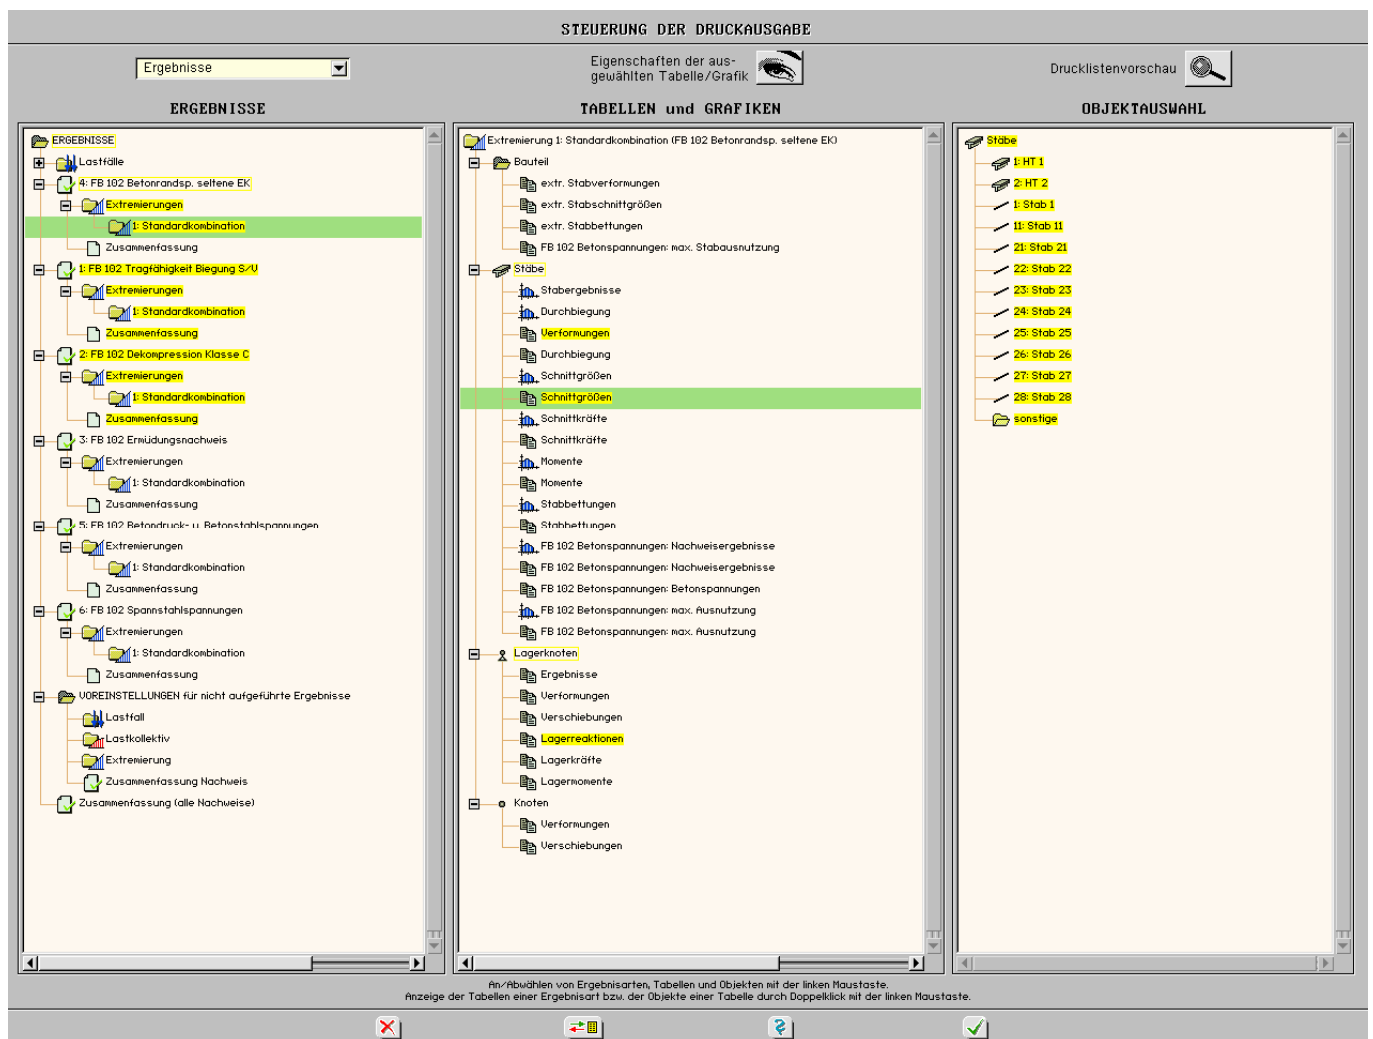 STEUERUNG DER DRUCKAUSGABE
Ergebnisse
Eigenschaften der aus-
gewählten Tabelle/Grafik
Drucklistenvorschau
ERGEBNISSE
ERGEBNISSE
Lastfälle
4: FB 102 Betonrandsp. seltene EK
Extremierungen
1: Standardkombination
Zusammenfassung
1: FB 102 Tragfähigkeit Biegung S/V
Extremierungen
1: Standardkombination
Zusammenfassung
2: FB 102 Dekompression Klasse C
Extremierungen
1: Standardkombination
Zusammenfassung
3: FB 102 Ermüdungsnachweis
Extremierungen
1: Standardkombination
Zusammenfassung
5: FB 102 Betondruck- u. Betonstahlspannungen
Extremierungen
1: Standardkombination
Zusammenfassung
6: FB 102 Spannstahlspannungen
Extremierungen
1: Standardkombination
Zusammenfassung
VOREINSTELLUNGEN für nicht aufgeführte Ergebnisse
Lastfall
Lastkollektiv
Extremierung
Zusammenfassung Nachweis
Zusammenfassung (alle Nachweise)
TABELLEN und GRAFIKEN
Extremierung 1: Standardkombination (FB 102 Betonrandsp. seltene EK)
Bauteil
extr. Stabverformungen
extr. Stabschnittgrößen
extr. Stabbettungen
FB 102 Betonspannungen: max. Stabausnutzung
Stäbe
Stabergebnisse
Durchbiegung
Verformungen
Durchbiegung
Schnittgrößen
Schnittgrößen
Schnittkräfte
Schnittkräfte
Momente
Momente
Stabbettungen
Stabbettungen
FB 102 Betonspannungen: Nachweisergebnisse
FB 102 Betonspannungen: Nachweisergebnisse
FB 102 Betonspannungen: Betonspannungen
FB 102 Betonspannungen: max. Ausnutzung
FB 102 Betonspannungen: max. Ausnutzung
Lagerknoten
Ergebnisse
Verformungen
Verschiebungen
Lagerreaktionen
Lagerkräfte
Lagermomente
Knoten
Verformungen
Verschiebungen
OBJEKTAUSWAHL
Stäbe
1: HT 1
2: HT 2
1: Stab 1
11: Stab 11
21: Stab 21
22: Stab 22
23: Stab 23
24: Stab 24
25: Stab 25
26: Stab 26
27: Stab 27
28: Stab 28
sonstige
An/Abwählen von Ergebnisarten, Tabellen und Objekten mit der linken Maustaste.
Anzeige der Tabellen einer Ergebnisart bzw. der Objekte einer Tabelle durch Doppelklick mit der linken Maustaste.